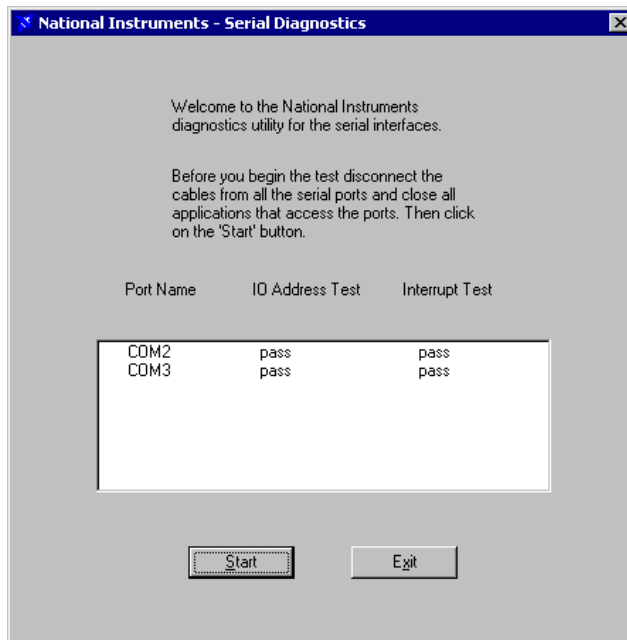 National Instruments - Serial Diagnostics
Welcome to the National Instruments
diagnostics utility for the serial interfaces.
Before you begin the test disconnect the
cables from all the serial ports and close all
applications that access the ports. Then click
on the 'Start' button.
Port Name IO Address Test Interrupt Test
COM2 pass pass
COM3 pass pass
Start Exit